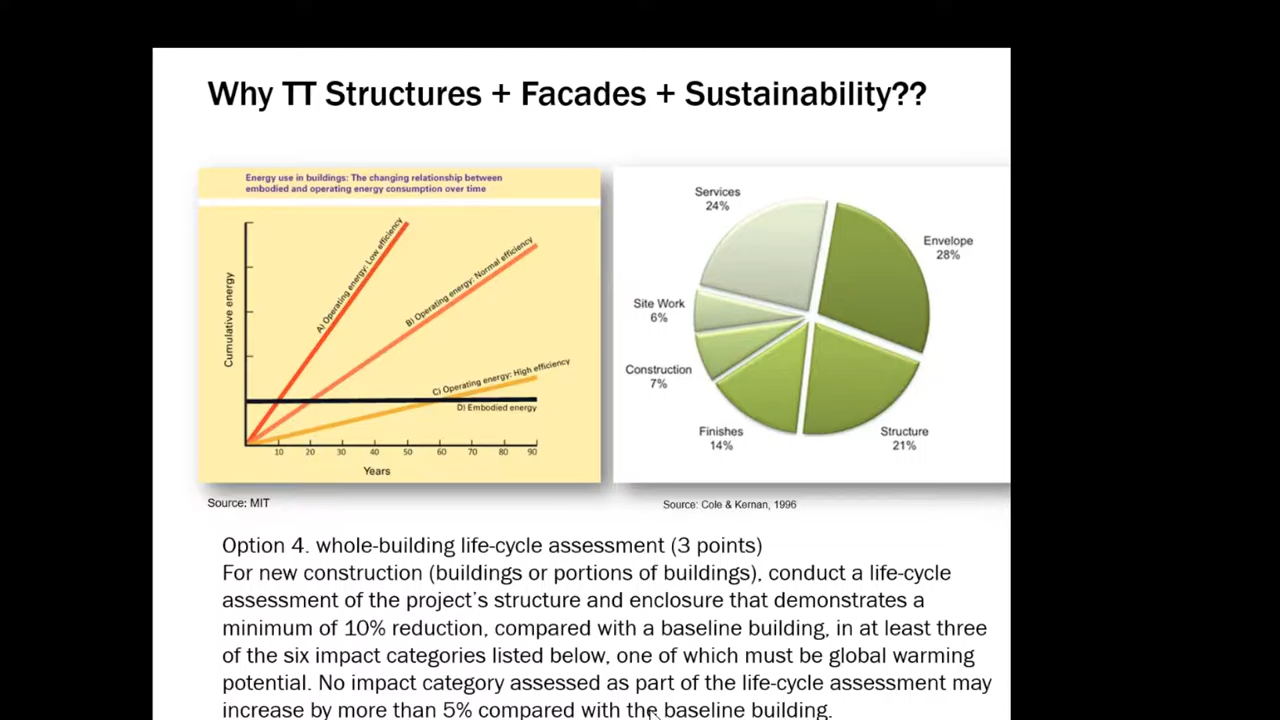 Why TT Structures + Facades + Sustainability??
Energy use in buildings: The changing relationship between
embodied and operating energy consumption over time
Cumulative energy
A) Operating energy: Low efficiency
B) Operating energy: Normal efficiency
C) Operating energy: High efficiency
D) Embodied energy
10 20 30 40 50 60 70 80 90
Years
Source: MIT
Services
24%
Envelope
28%
Site Work
6%
Construction
7%
Finishes
14%
Structure
21%
Source: Cole & Kernan, 1996
Option 4. whole-building life-cycle assessment (3 points)
For new construction (buildings or portions of buildings), conduct a life-cycle
assessment of the project's structure and enclosure that demonstrates a
minimum of 10% reduction, compared with a baseline building, in at least three
of the six impact categories listed below, one of which must be global warming
potential. No impact category assessed as part of the life-cycle assessment may
increase by more than 5% compared with the baseline building.